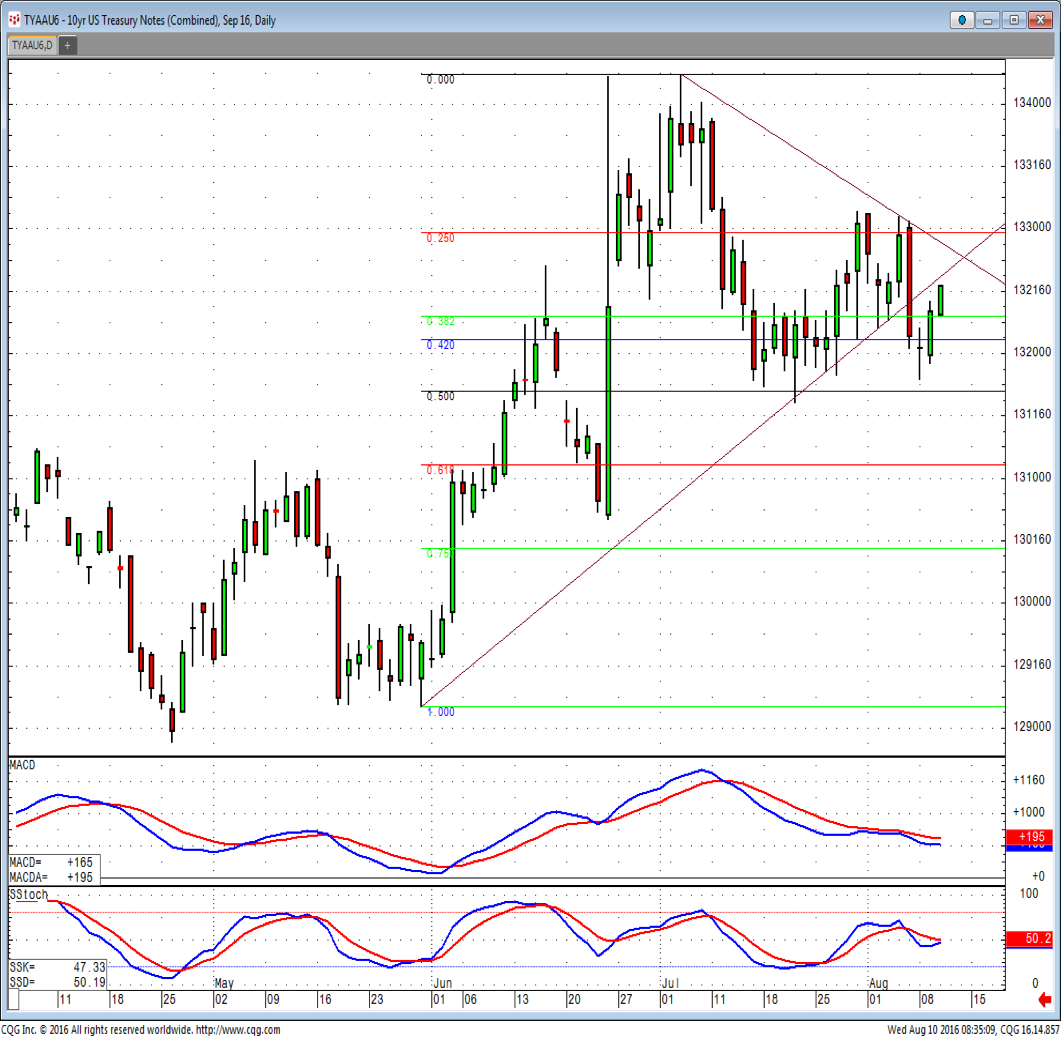 TYAAU6 - 10yr US Treasury Notes (Combined), Sep 16, Daily
TYAAU6,D +
0.000
134000
133160
133000
0.250
132160
0.382
0.420
132000
0.500
131160
0.618
131000
130160
0.75
130000
129160
1.000
129000
MACD
+1160
+1000
+195
MACD= +165
MACDA= +195
+0
SStoch
100
50.2
SSK= 47.33
SSD= 50.19
0
May Jun Jul Aug
11 18 25 02 09 16 23 01 06 13 20 27 01 11 18 25 01 08 15
CQG Inc. © 2016 All rights reserved worldwide. http://www.cqg.com
Wed Aug 10 2016 08:35:09, CQG 16.14.857